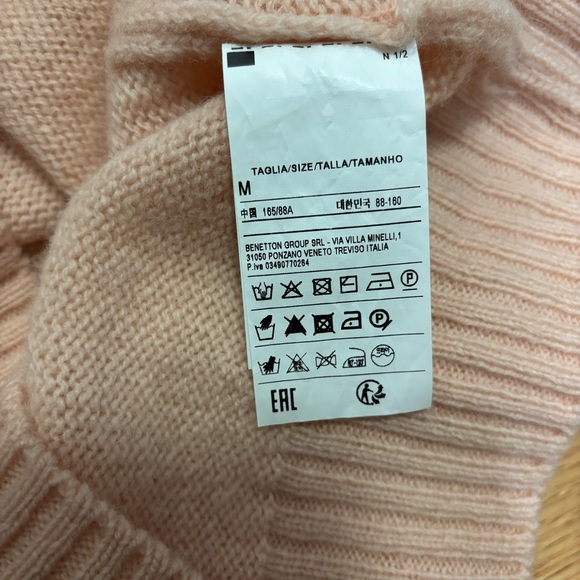 N 1/2
TAGLIA/SIZE/TALLA/TAMANHO
M
中国 165/88A 대한민국 88-160
BENETTON GROUP SRL - VIA VILLA MINELLI,1
31050 PONZANO VENETO TREVISO ITALIA
P.Iva 03490770264
P
P
EAC